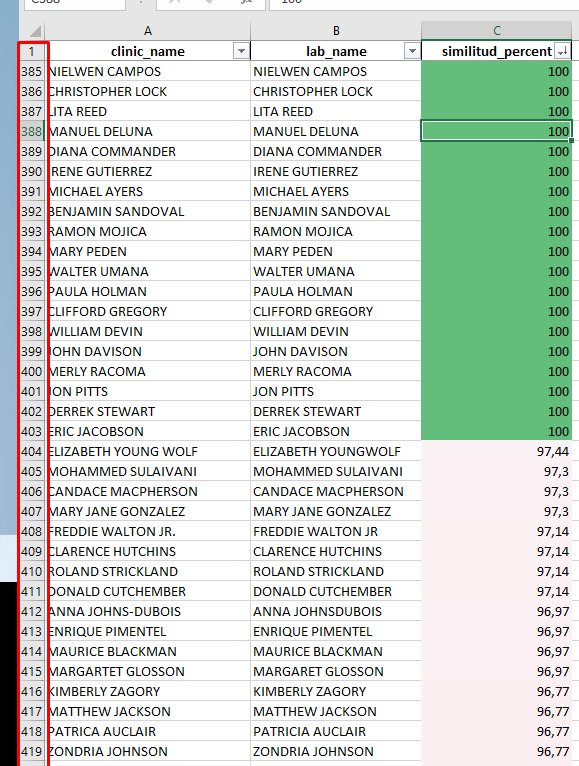 A B C
1 clinic_name lab_name similitud_percent
385 NIELWEN CAMPOS NIELWEN CAMPOS 100
386 CHRISTOPHER LOCK CHRISTOPHER LOCK 100
387 LITA REED LITA REED 100
388 MANUEL DELUNA MANUEL DELUNA 100
389 DIANA COMMANDER DIANA COMMANDER 100
390 IRENE GUTIERREZ IRENE GUTIERREZ 100
391 MICHAEL AYERS MICHAEL AYERS 100
392 BENJAMIN SANDOVAL BENJAMIN SANDOVAL 100
393 RAMON MOJICA RAMON MOJICA 100
394 MARY PEDEN MARY PEDEN 100
395 WALTER UMANA WALTER UMANA 100
396 PAULA HOLMAN PAULA HOLMAN 100
397 CLIFFORD GREGORY CLIFFORD GREGORY 100
398 WILLIAM DEVIN WILLIAM DEVIN 100
399 JOHN DAVISON JOHN DAVISON 100
400 MERLY RACOMA MERLY RACOMA 100
401 JON PITTS JON PITTS 100
402 DERREK STEWART DERREK STEWART 100
403 ERIC JACOBSON ERIC JACOBSON 100
404 ELIZABETH YOUNG WOLF ELIZABETH YOUNGWOLF 97,44
405 MOHAMMED SULAIVANI MOHAMMED SULAIVANI 97,3
406 CANDACE MACPHERSON CANDACE MACPHERSON 97,3
407 MARY JANE GONZALEZ MARY JANE GONZALEZ 97,3
408 FREDDIE WALTON JR. FREDDIE WALTON JR 97,14
409 CLARENCE HUTCHINS CLARENCE HUTCHINS 97,14
410 ROLAND STRICKLAND ROLAND STRICKLAND 97,14
411 DONALD CUTCHEMBER DONALD CUTCHEMBER 97,14
412 ANNA JOHNS-DUBOIS ANNA JOHNSDUBOIS 96,97
413 ENRIQUE PIMENTEL ENRIQUE PIMENTEL 96,97
414 MAURICE BLACKMAN MAURICE BLACKMAN 96,97
415 MARGARTET GLOSSON MARGARET GLOSSON 96,97
416 KIMBERLY ZAGORY KIMBERLY ZAGORY 96,77
417 MATTHEW JACKSON MATTHEW JACKSON 96,77
418 PATRICA AUCLAIR PATRICIA AUCLAIR 96,77
419 ZONDRIA JOHNSON ZONDRIA JOHNSON 96,77